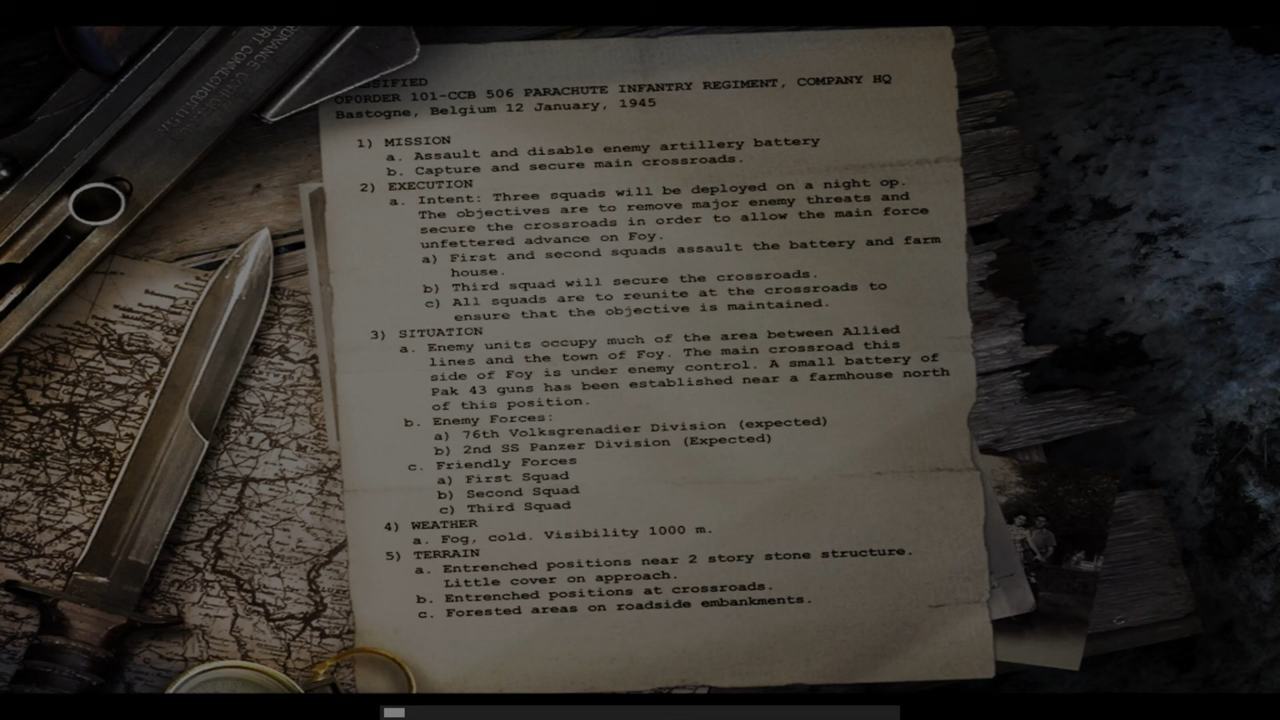 SIFIED
OPORDER 101-CCB 506 PARACHUTE INFANTRY REGIMENT, COMPANY HQ
Bastogne, Belgium 12 January, 1945
1) MISSION
a. Assault and disable enemy artillery battery
b. Capture and secure main crossroads.
2) EXECUTION
a. Intent: Three squads will be deployed on a night op.
The objectives are to remove major enemy threats and
secure the crossroads in order to allow the main force
unfettered advance on Foy.
a) First and second squads assault the battery and farm
house.
b) Third squad will secure the crossroads.
c) All squads are to reunite at the crossroads to
ensure that the objective is maintained.
3) SITUATION
a. Enemy units occupy much of the area between Allied
lines and the town of Foy. The main crossroad this
side of Foy is under enemy control. A small battery of
Pak 43 guns has been established near a farmhouse north
of this position.
b. Enemy Forces:
a) 76th Volksgrenadier Division (expected)
b) 2nd SS Panzer Division (Expected)
c. Friendly Forces
a) First Squad
b) Second Squad
c) Third Squad
4) WEATHER
a. Fog, cold. Visibility 1000 m.
5) TERRAIN
a. Entrenched positions near 2 story stone structure.
Little cover on approach.
b. Entrenched positions at crossroads.
c. Forested areas on roadside embankments.